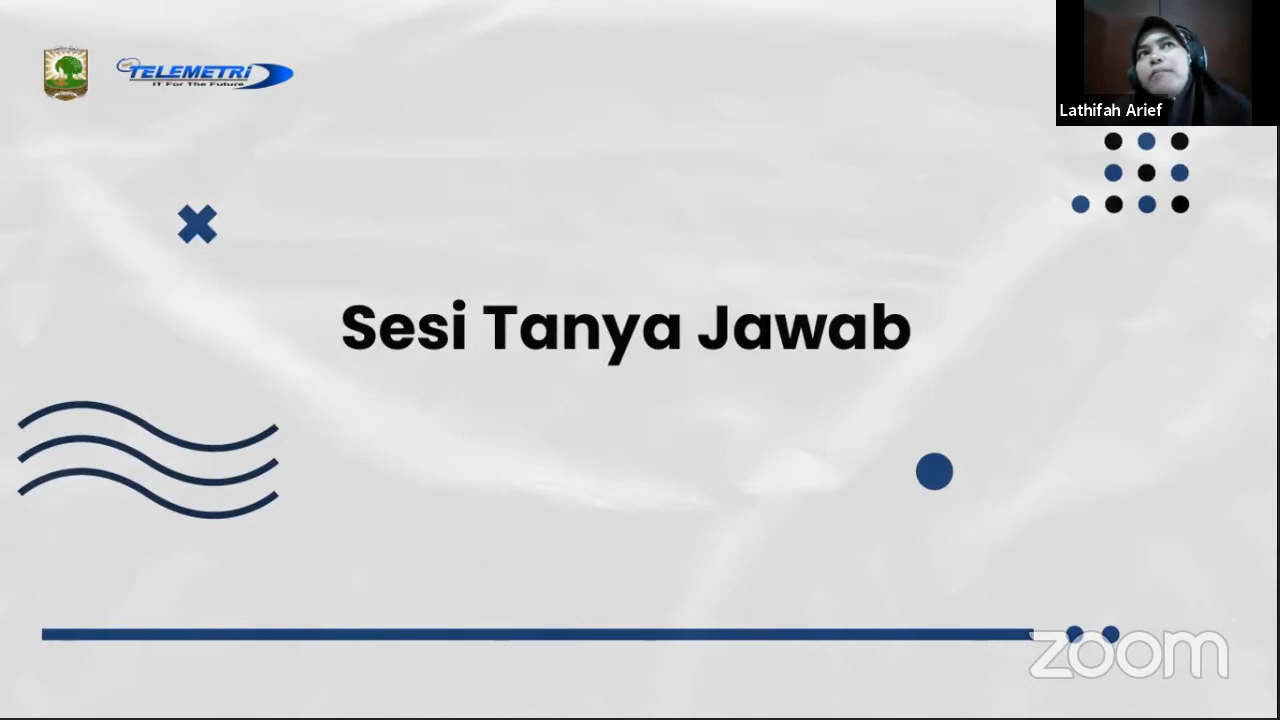 TELEMETRI
IT For The Future
Lathifah Arief
Sesi Tanya Jawab
zoom